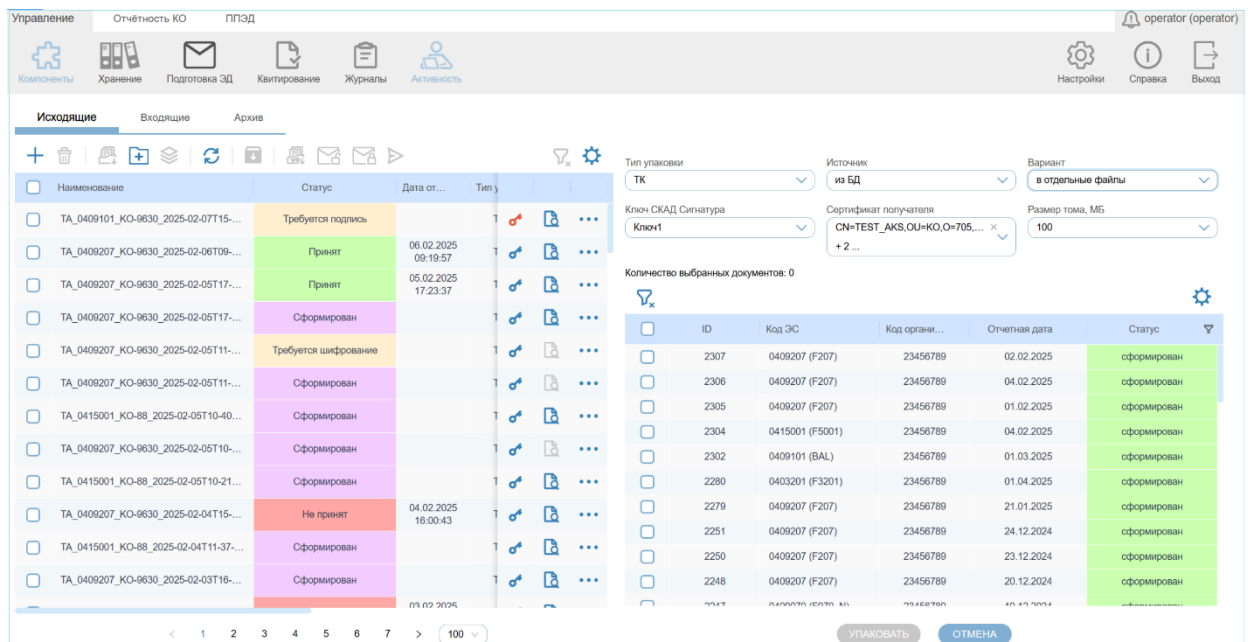 Управление Отчётность КО ППЭД operator (operator)
Компоненты Хранение Подготовка ЭД Квитирование Журналы Активность Настройки Справка Выход
Исходящие Входящие Архив
Наименование Статус Дата от... Тип у
TA_0409101_KO-9630_2025-02-07T15-... Требуется подпись
TA_0409207_KO-9630_2025-02-06T09-... Принят 06.02.2025 09:19:57
TA_0409207_KO-9630_2025-02-05T17-... Принят 05.02.2025 17:23:37
TA_0409207_KO-9630_2025-02-05T17-... Сформирован
TA_0409207_KO-9630_2025-02-05T11-... Требуется шифрование
TA_0409207_KO-9630_2025-02-05T11-... Сформирован
TA_0415001_KO-88_2025-02-05T10-40... Сформирован
TA_0409207_KO-9630_2025-02-05T10-... Сформирован
TA_0415001_KO-88_2025-02-05T10-21... Сформирован
TA_0409207_KO-9630_2025-02-04T15-... Не принят 04.02.2025 16:00:43
TA_0415001_KO-88_2025-02-04T11-37-... Сформирован
TA_0409207_KO-9630_2025-02-03T16-... Сформирован
03.02.2025
1 2 3 4 5 6 7 100
Тип упаковки Источник Вариант
ТК из БД в отдельные файлы
Ключ СКАД Сигнатура Сертификат получателя Размер тома, МБ
Ключ1 CN=TEST_AKS,OU=KO,O=705,... 100
+ 2 ...
Количество выбранных документов: 0
ID Код ЭС Код органи... Отчетная дата Статус
2307 0409207 (F207) 23456789 02.02.2025 сформирован
2306 0409207 (F207) 23456789 04.02.2025 сформирован
2305 0409207 (F207) 23456789 01.02.2025 сформирован
2304 0415001 (F5001) 23456789 04.02.2025 сформирован
2302 0409101 (BAL) 23456789 01.03.2025 сформирован
2280 0403201 (F3201) 23456789 01.04.2025 сформирован
2279 0409207 (F207) 23456789 21.01.2025 сформирован
2251 0409207 (F207) 23456789 24.12.2024 сформирован
2250 0409207 (F207) 23456789 23.12.2024 сформирован
2248 0409207 (F207) 23456789 20.12.2024 сформирован
УПАКОВАТЬ ОТМЕНА